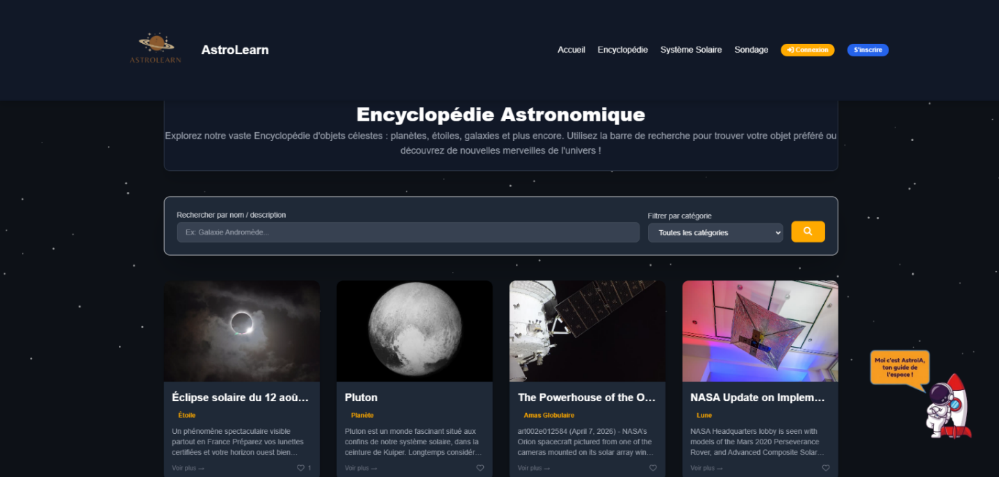 ASTROLEARN
AstroLearn
Accueil
Encyclopédie
Système Solaire
Sondage
Connexion
S'inscrire
Encyclopédie Astronomique
Explorez notre vaste Encyclopédie d'objets célestes : planètes, étoiles, galaxies et plus encore. Utilisez la barre de recherche pour trouver votre objet préféré ou
découvrez de nouvelles merveilles de l'univers !
Rechercher par nom / description
Ex: Galaxie Andromède...
Filtrer par catégorie
Toutes les catégories
Éclipse solaire du 12 aoû...
Étoile
Un phénomène spectaculaire visible
partout en France Préparez vos lunettes
certifiées et votre horizon ouest bien...
Voir plus →
1
Pluton
Planète
Pluton est un monde fascinant situé aux
confins de notre système solaire, dans la
ceinture de Kuiper. Longtemps considér...
Voir plus →
The Powerhouse of the O...
Amas Globulaire
art002e012584 (April 7, 2026) - NASA's
Orion spacecraft pictured from one of the
cameras mounted on its solar array win...
Voir plus →
NASA Update on Implem...
Lune
NASA Headquarters lobby is seen with
models of the Mars 2020 Perseverance
Rover, and Advanced Composite Solar...
Voir plus →
Moi c'est AstroIA,
ton guide de
l'espace !